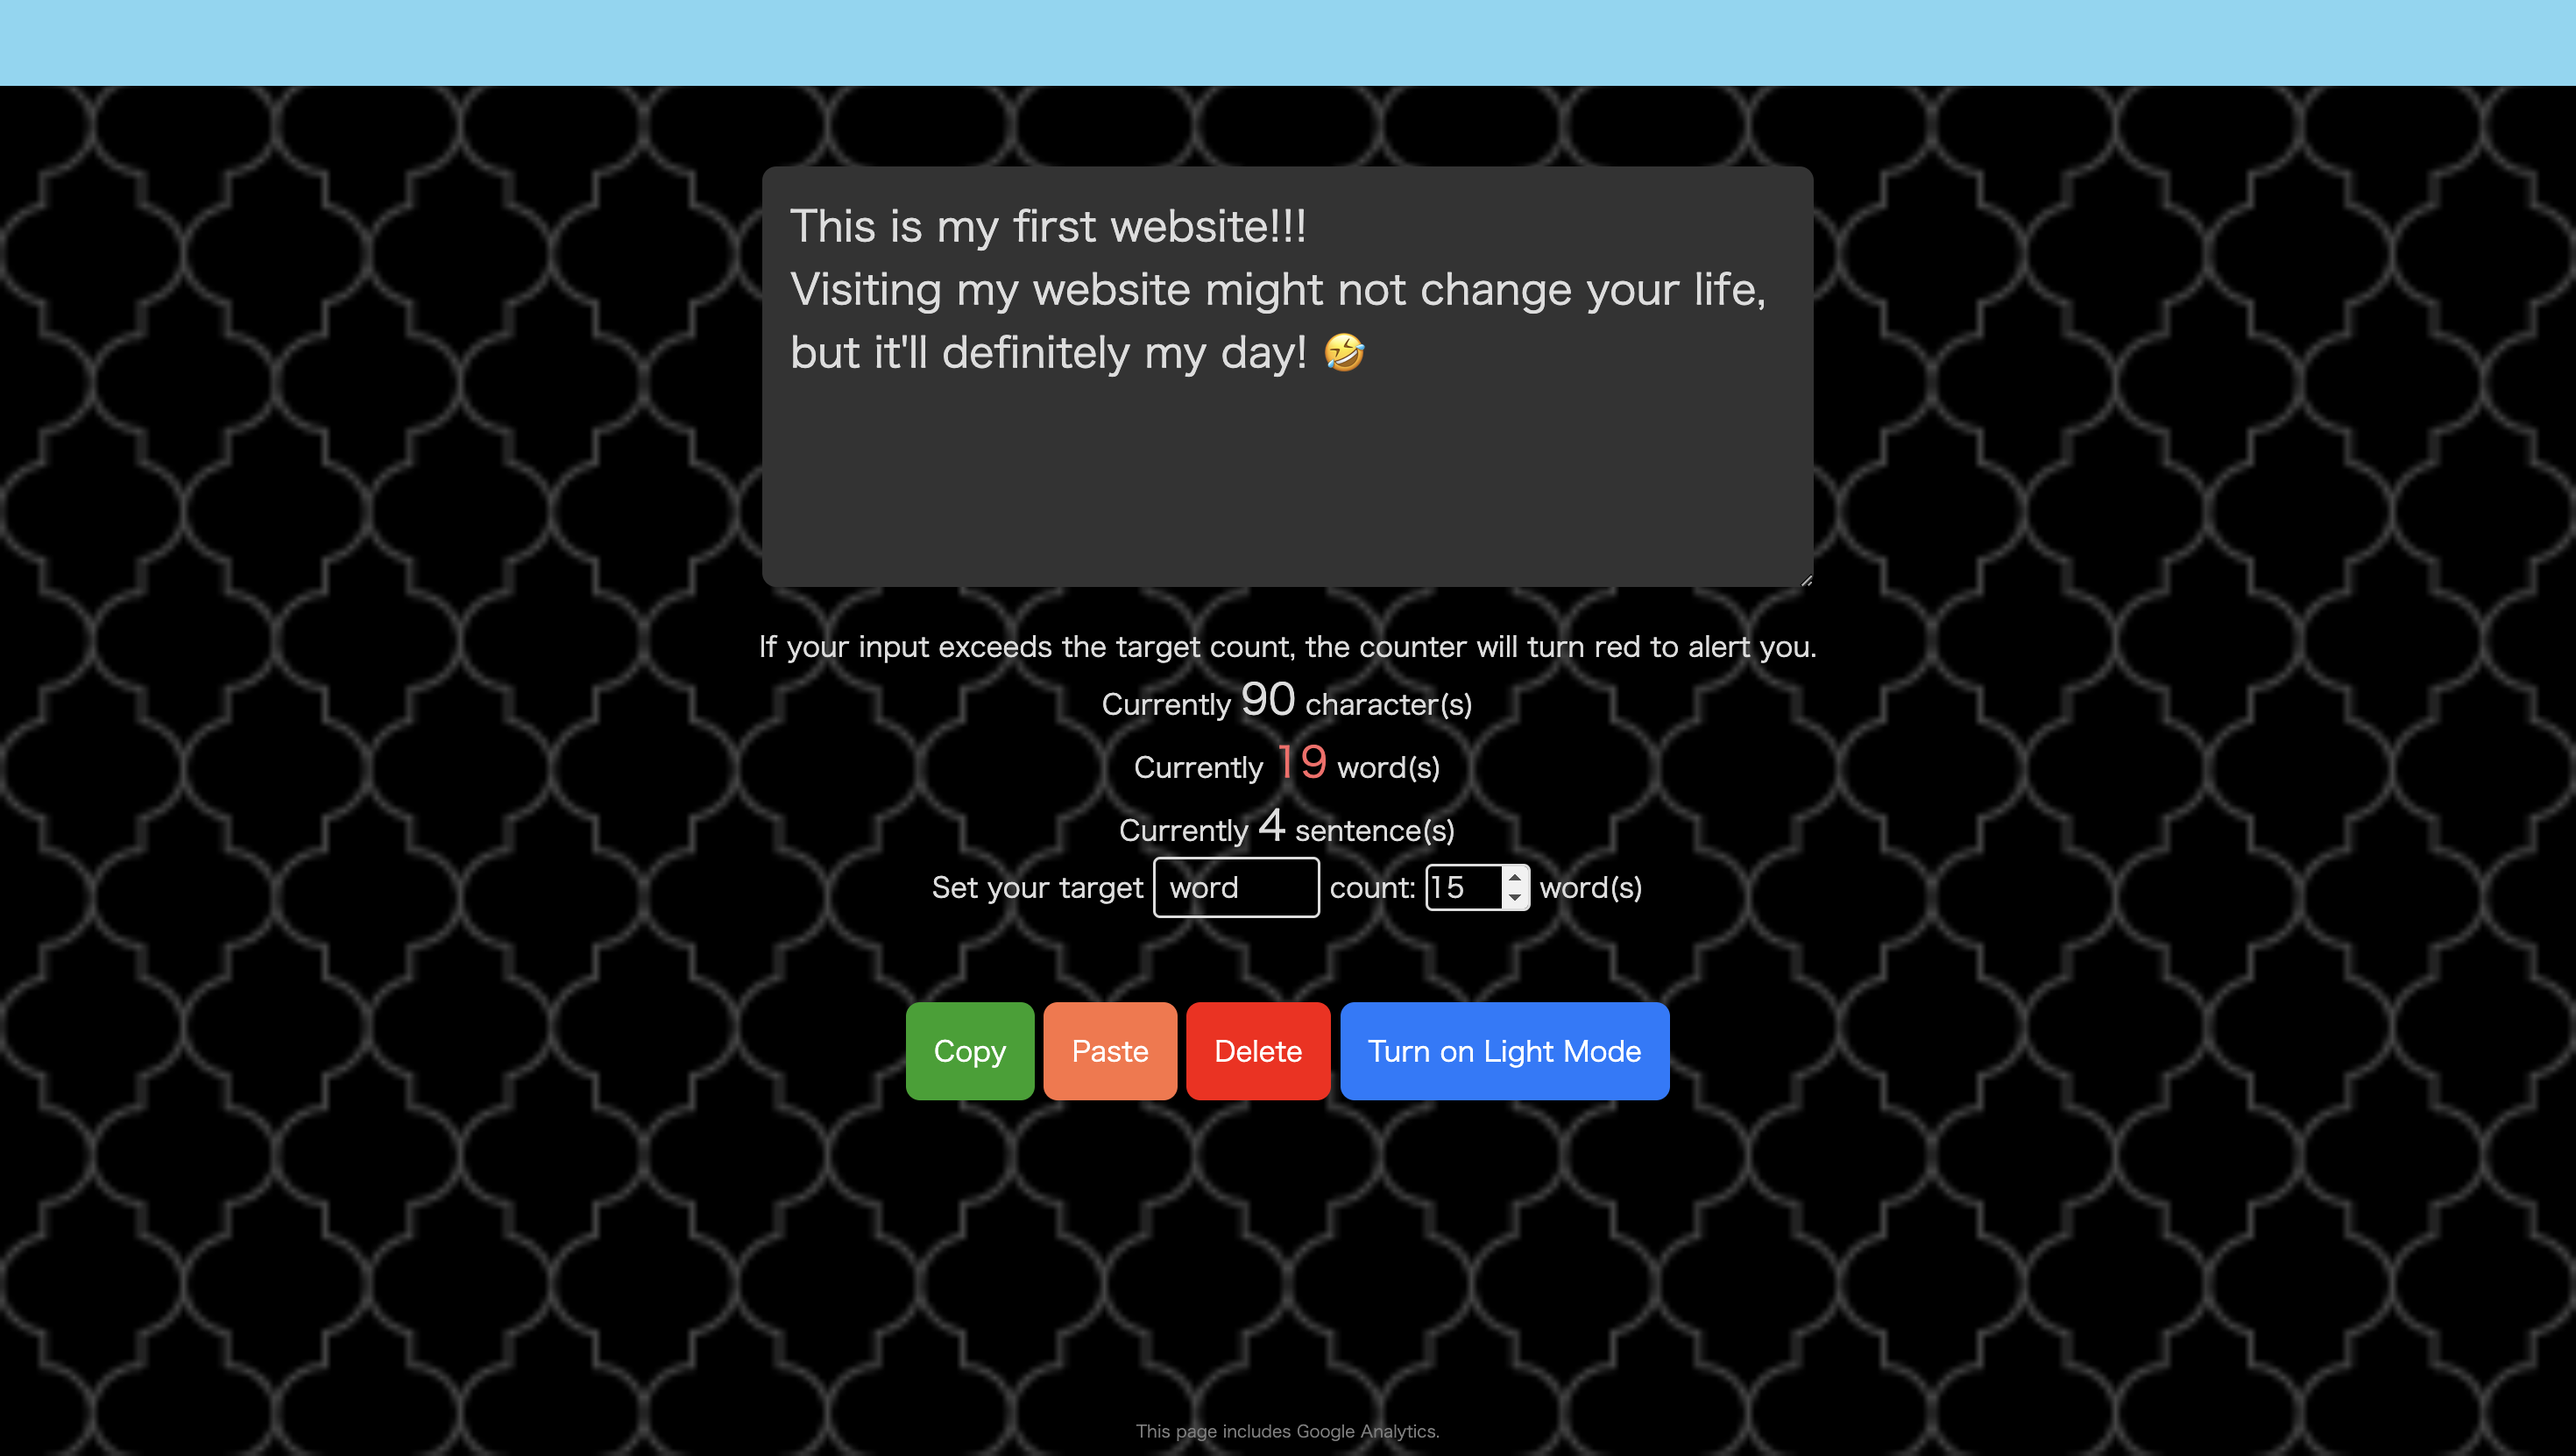 This is my first website!!!
Visiting my website might not change your life,
but it'll definitely my day! 🤣
If your input exceeds the target count, the counter will turn red to alert you.
Currently 90 character(s)
Currently 19 word(s)
Currently 4 sentence(s)
Set your target word count: 15 word(s)
Copy Paste Delete Turn on Light Mode
This page includes Google Analytics.